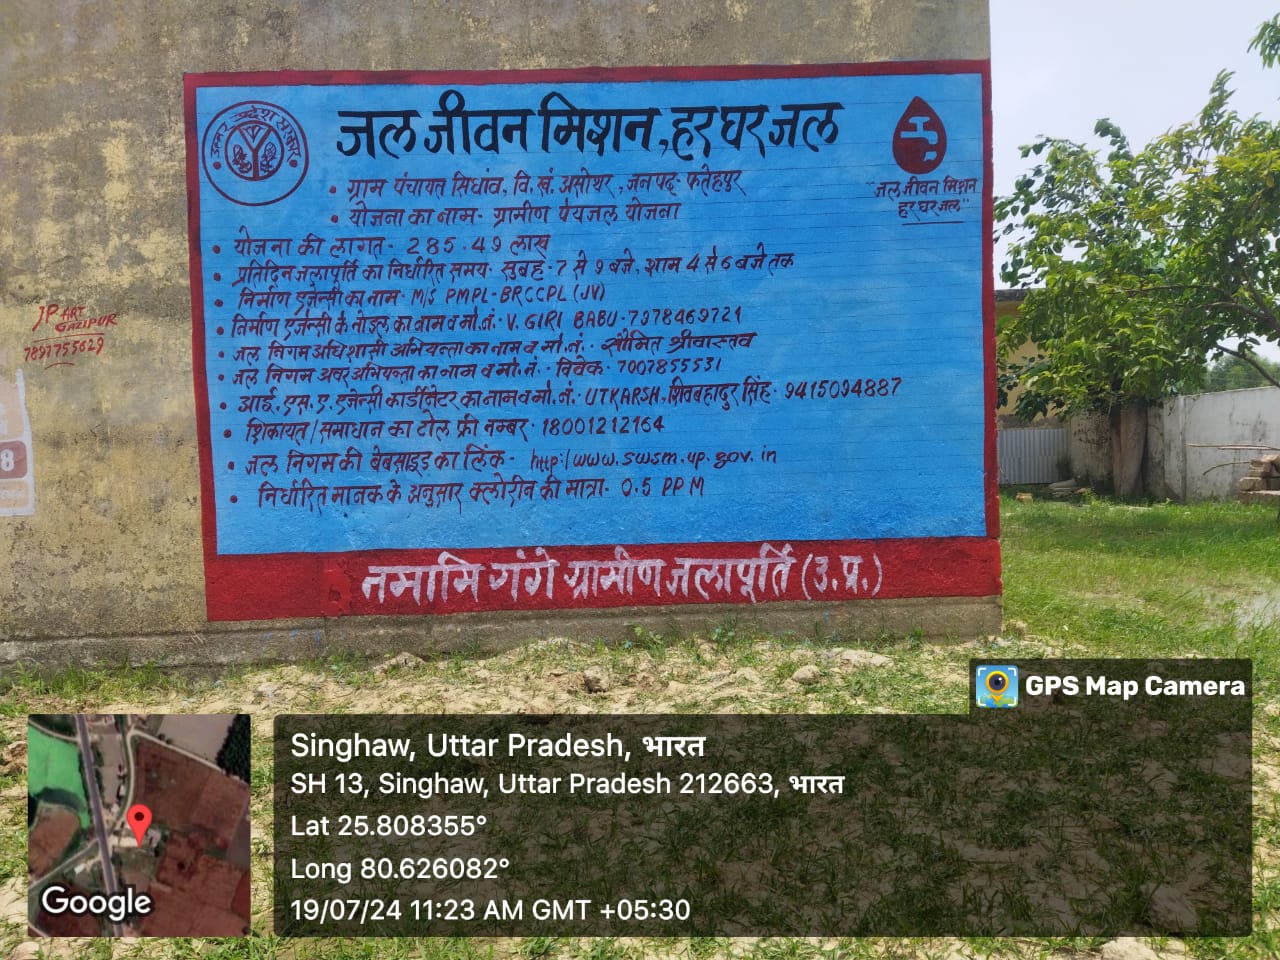 उत्तर प्रदेश सरकार
जल जीवन मिशन, हर घर जल
"जल जीवन मिशन
हर घर जल"
• ग्राम पंचायत सिधांव, वि.खं. असोथर, जनपद- फतेहपुर
• योजना का नाम- ग्रामीण पेयजल योजना
• योजना की लागत- 285.49 लाख
• प्रतिदिन जलापूर्ति का निर्धारित समय- सुबह- 7 से 9 बजे, शाम 4 से 6 बजे तक
• निर्माण एजेन्सी का नाम- M/S PMPL-BRCCPL (JV)
• निर्माण एजेन्सी के नोडल का नाम व मो.नं.- V. GIRI BABU-7978469721
• जल निगम अधिशासी अभियन्ता का नाम व मो.नं.- सौमित श्रीवास्तव
• जल निगम अवर अभियन्ता का नाम व मो.नं.- विवेक- 7007855531
• आई.एस.ए. एजेन्सी कार्डीनेटर का नाम व मो.नं.- UTKARSH, शिवबहादुर सिंह- 9415094887
• शिकायत/समाधान का टोल फ्री नम्बर- 18001212164
• जल निगम की बेबसाइड का लिंक- http:/www.swsm.up.gov.in
• निर्धारित मानक के अनुसार क्लोरीन की मात्रा- 0.5 PPM
नमामि गंगे ग्रामीण जलापूर्ति (उ.प्र.)
JP ART
GAZIPUR
7897755629
8
GPS Map Camera
Singhaw, Uttar Pradesh, भारत
SH 13, Singhaw, Uttar Pradesh 212663, भारत
Lat 25.808355°
Long 80.626082°
19/07/24 11:23 AM GMT +05:30
Google